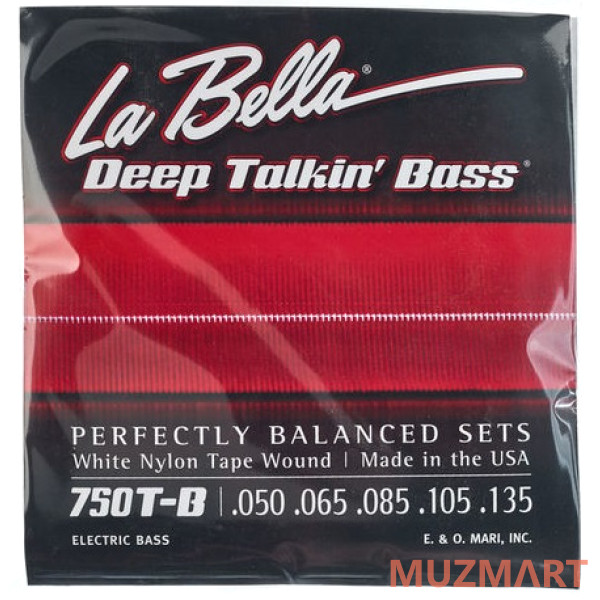 La Bella®
Deep Talkin' Bass®
PERFECTLY BALANCED SETS
White Nylon Tape Wound | Made in the USA
750T-B | .050 .065 .085 .105 .135
ELECTRIC BASS E. & O. MARI, INC.
MUZMART